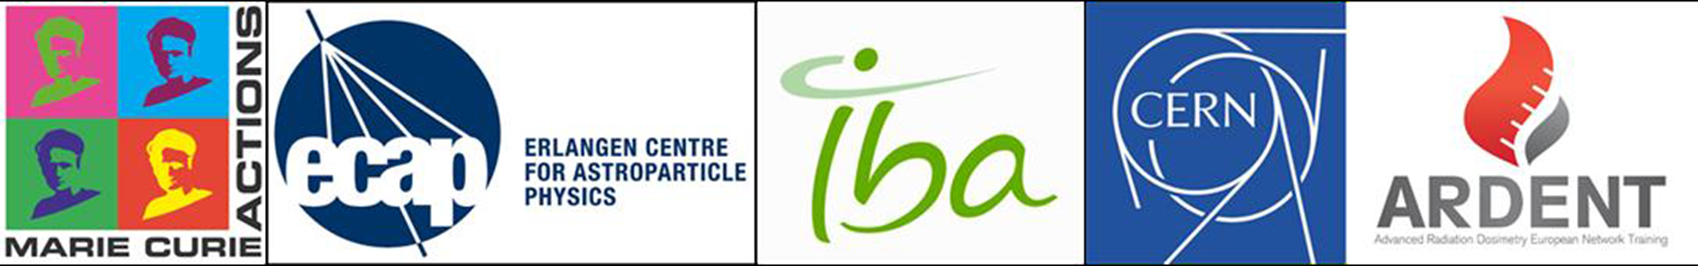 MARIE CURIE
ACTIONS
ecap
ERLANGEN CENTRE
FOR ASTROPARTICLE
PHYSICS
iba
CERN
ARDENT
Advanced Radiation Dosimetry European Network Training